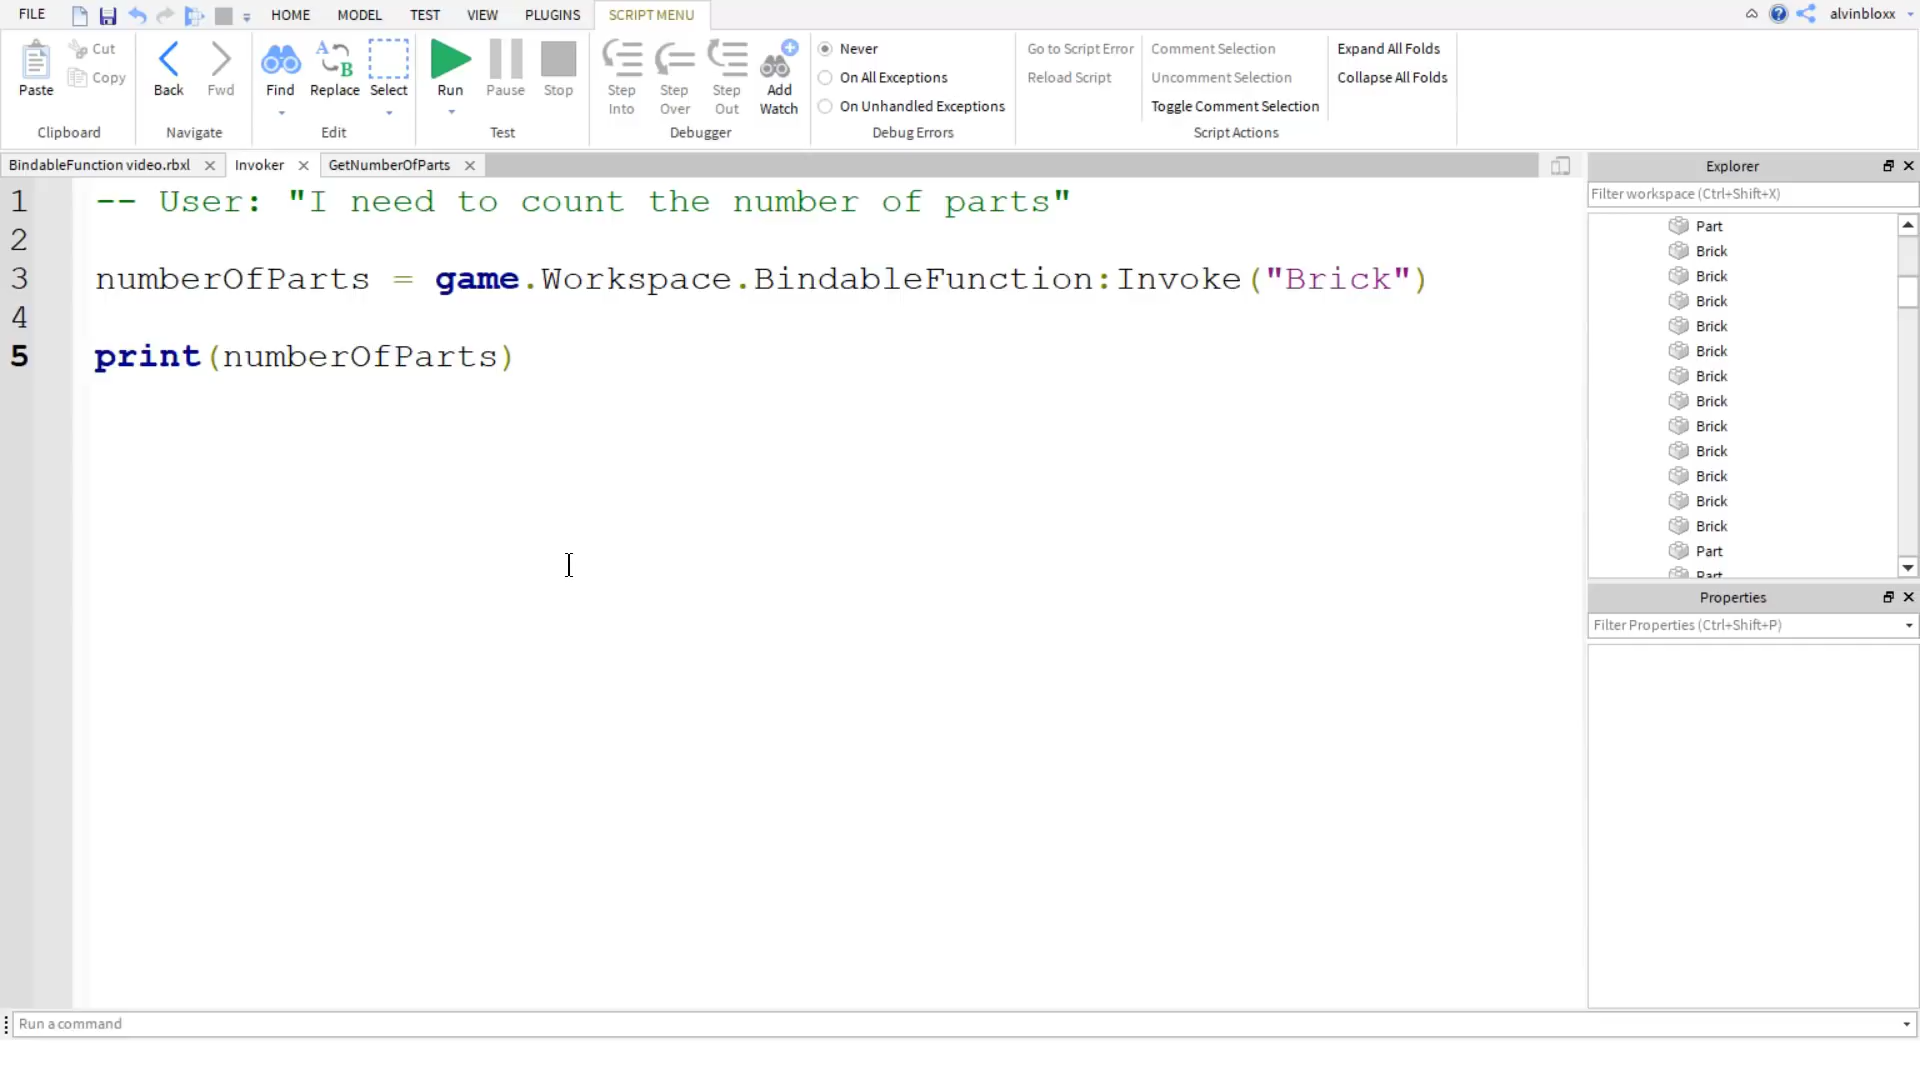 FILE HOME MODEL TEST VIEW PLUGINS SCRIPT MENU alvinbloxx
Paste Cut Copy Back Fwd Find Replace Select Run Pause Stop Step Into Step Over Step Out Add Watch
Never
On All Exceptions
On Unhandled Exceptions
Go to Script Error
Reload Script
Comment Selection
Uncomment Selection
Toggle Comment Selection
Expand All Folds
Collapse All Folds
Clipboard Navigate Edit Test Debugger Debug Errors Script Actions
BindableFunction video.rbxl Invoker GetNumberOfParts
1 -- User: "I need to count the number of parts"
2
3 numberOfParts = game.Workspace.BindableFunction:Invoke("Brick")
4
5 print(numberOfParts)
Explorer
Filter workspace (Ctrl+Shift+X)
Part
Brick
Brick
Brick
Brick
Brick
Brick
Brick
Brick
Brick
Brick
Brick
Brick
Part
Part
Properties
Filter Properties (Ctrl+Shift+P)
Run a command